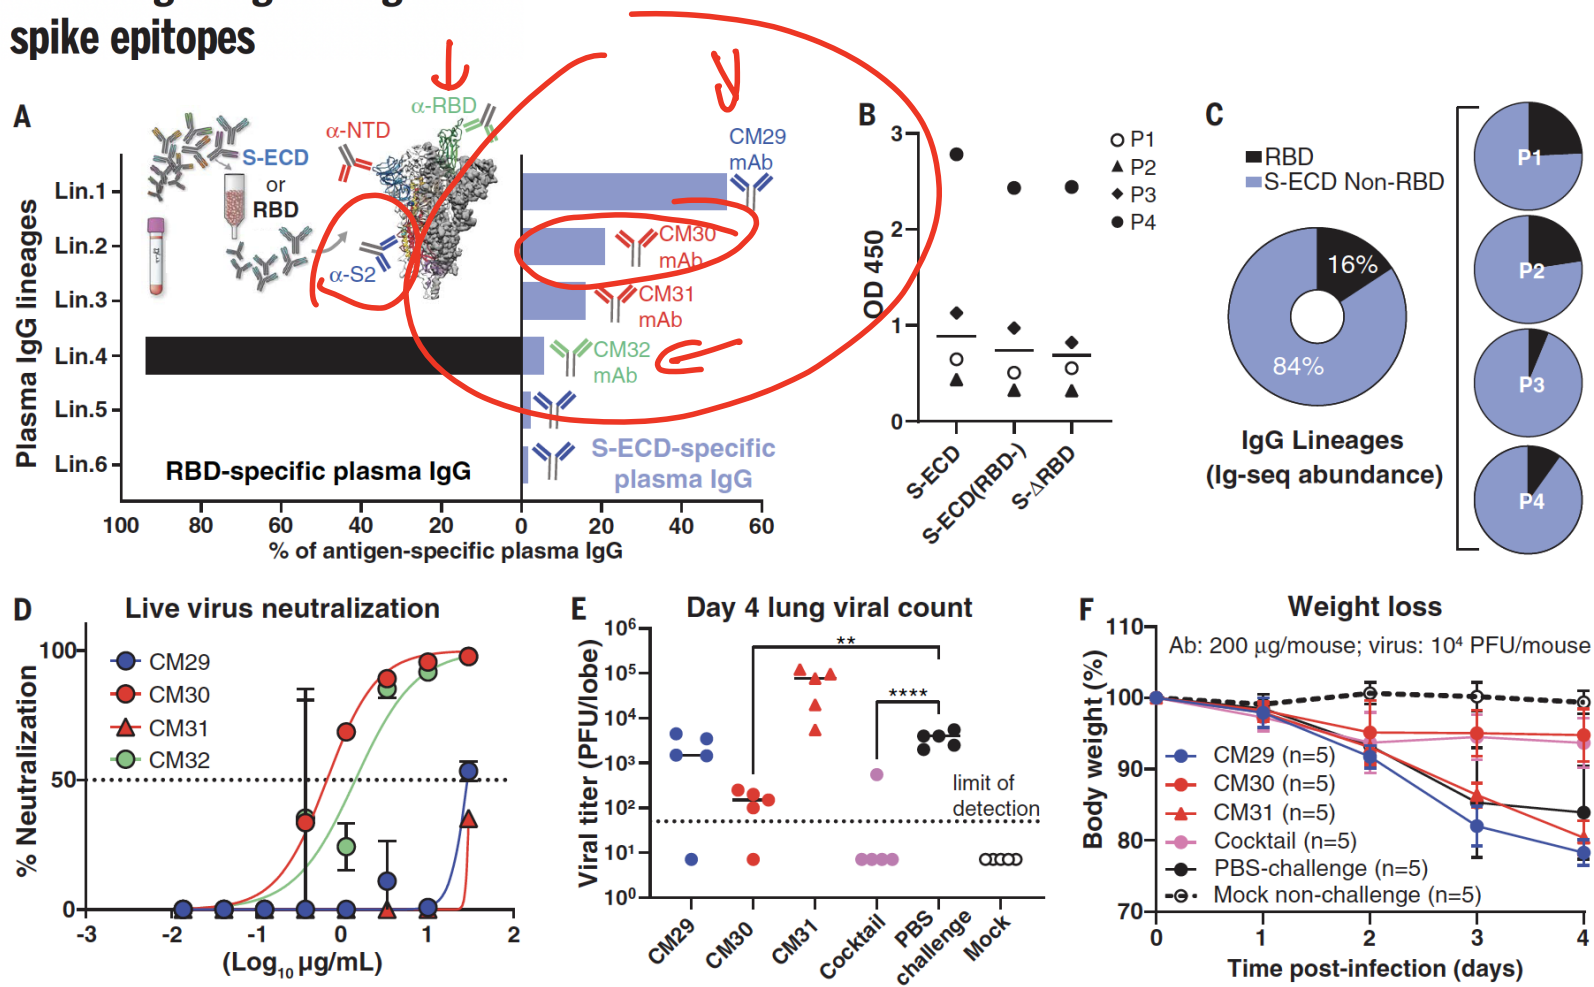 spike epitopes
A
α-RBD
α-NTD
S-ECD
or
RBD
α-S2
CM29
mAb
CM30
mAb
CM31
mAb
CM32
mAb
Plasma IgG lineages
Lin.1
Lin.2
Lin.3
Lin.4
Lin.5
Lin.6
RBD-specific plasma IgG
S-ECD-specific
plasma IgG
100 80 60 40 20 0 20 40 60
% of antigen-specific plasma IgG
B
OD 450
3
2
1
0
P1
P2
P3
P4
S-ECD
S-ECD(RBD-)
S-ΔRBD
C
RBD
S-ECD Non-RBD
16%
84%
IgG Lineages
(Ig-seq abundance)
P1
P2
P3
P4
D Live virus neutralization
% Neutralization
100
50
0
CM29
CM30
CM31
CM32
-3 -2 -1 0 1 2
(Log10 µg/mL)
E Day 4 lung viral count
Viral titer (PFU/lobe)
10⁶
10⁵
10⁴
10³
10²
10¹
10⁰
**
****
limit of
detection
CM29
CM30
CM31
Cocktail
PBS
challenge
Mock
F Weight loss
Ab: 200 µg/mouse; virus: 10⁴ PFU/mouse
Body weight (%)
110
100
90
80
70
CM29 (n=5)
CM30 (n=5)
CM31 (n=5)
Cocktail (n=5)
PBS-challenge (n=5)
Mock non-challenge (n=5)
0 1 2 3 4
Time post-infection (days)